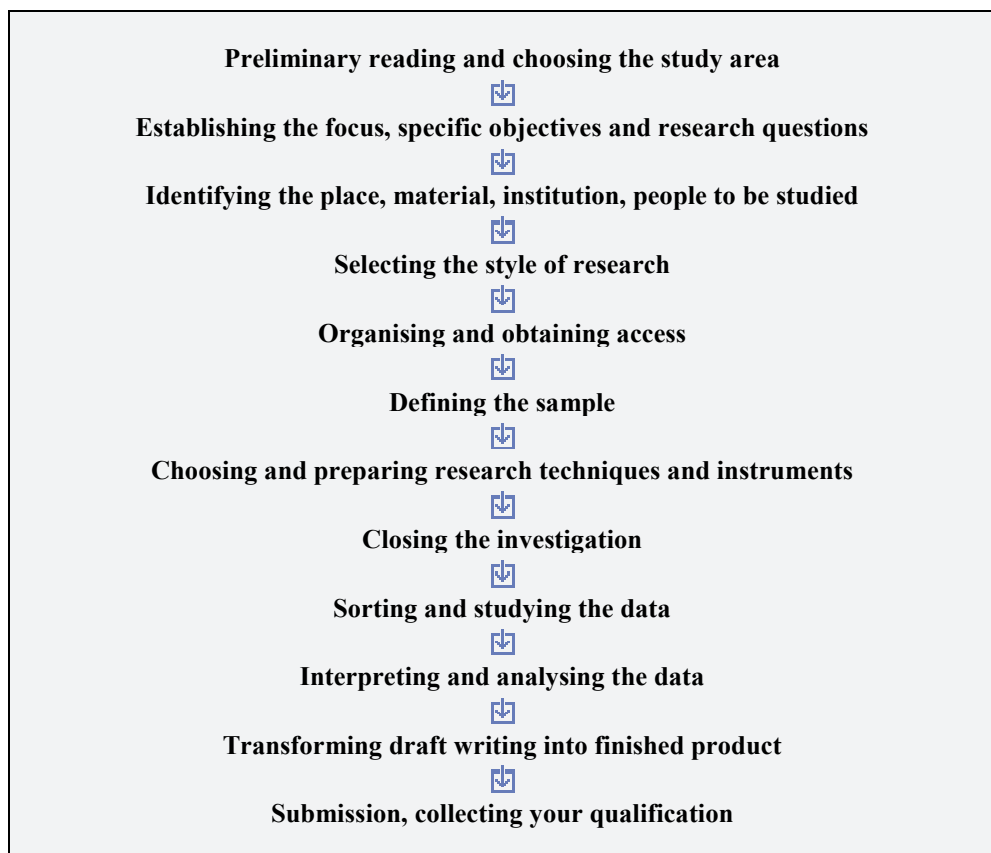 Preliminary reading and choosing the study area
Establishing the focus, specific objectives and research questions
Identifying the place, material, institution, people to be studied
Selecting the style of research
Organising and obtaining access
Defining the sample
Choosing and preparing research techniques and instruments
Closing the investigation
Sorting and studying the data
Interpreting and analysing the data
Transforming draft writing into finished product
Submission, collecting your qualification